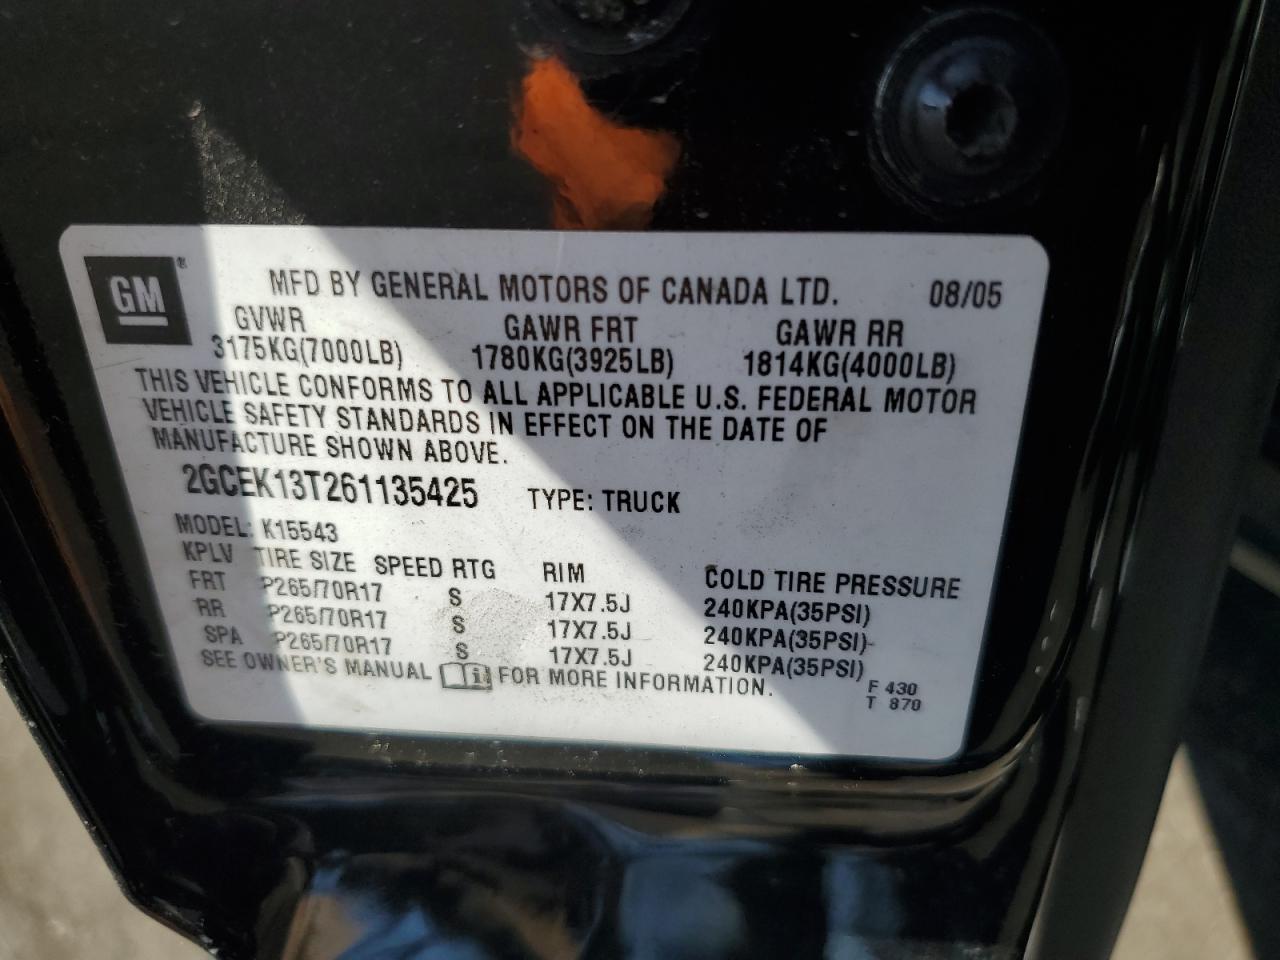 GM ®
MFD BY GENERAL MOTORS OF CANADA LTD. 08/05
GVWR GAWR FRT GAWR RR
3175KG(7000LB) 1780KG(3925LB) 1814KG(4000LB)
THIS VEHICLE CONFORMS TO ALL APPLICABLE U.S. FEDERAL MOTOR
VEHICLE SAFETY STANDARDS IN EFFECT ON THE DATE OF
MANUFACTURE SHOWN ABOVE.
2GCEK13T261135425 TYPE: TRUCK
MODEL: K15543
KPLV TIRE SIZE SPEED RTG RIM COLD TIRE PRESSURE
FRT P265/70R17 S 17X7.5J 240KPA(35PSI)
RR P265/70R17 S 17X7.5J 240KPA(35PSI)
SPA P265/70R17 S 17X7.5J 240KPA(35PSI)
SEE OWNER'S MANUAL i FOR MORE INFORMATION.
F 430
T 870